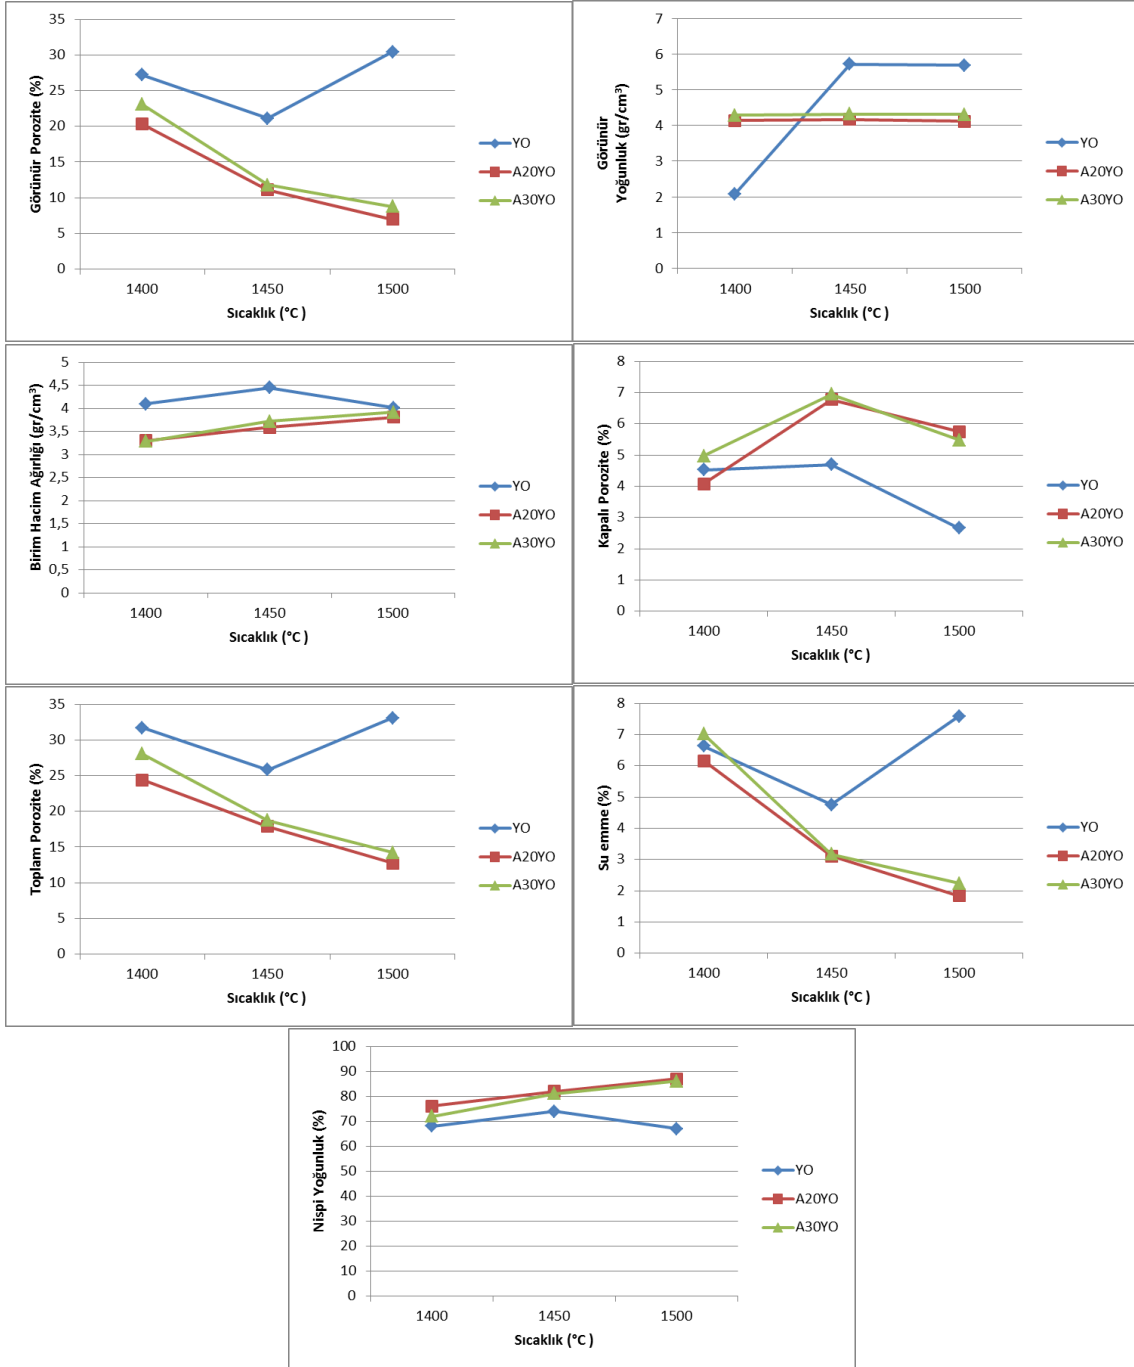 Görünür Porozite (%)
35
30
25
20
15
10
5
0
1400
1450
1500
Sıcaklık (°C )
YO
A20YO
A30YO
Görünür
Yoğunluk (gr/cm³)
7
6
5
4
3
2
1
0
1400
1450
1500
Sıcaklık (°C )
YO
A20YO
A30YO
Birim Hacim Ağırlığı (gr/cm³)
5
4,5
4
3,5
3
2,5
2
1,5
1
0,5
0
1400
1450
1500
Sıcaklık (°C )
YO
A20YO
A30YO
Kapalı Porozite (%)
8
7
6
5
4
3
2
1
0
1400
1450
1500
Sıcaklık (°C )
YO
A20YO
A30YO
Toplam Porozite (%)
35
30
25
20
15
10
5
0
1400
1450
1500
Sıcaklık (°C )
YO
A20YO
A30YO
Su emme (%)
8
7
6
5
4
3
2
1
0
1400
1450
1500
Sıcaklık (°C )
YO
A20YO
A30YO
Nispi Yoğunluk (%)
100
90
80
70
60
50
40
30
20
10
0
1400
1450
1500
Sıcaklık (°C )
YO
A20YO
A30YO